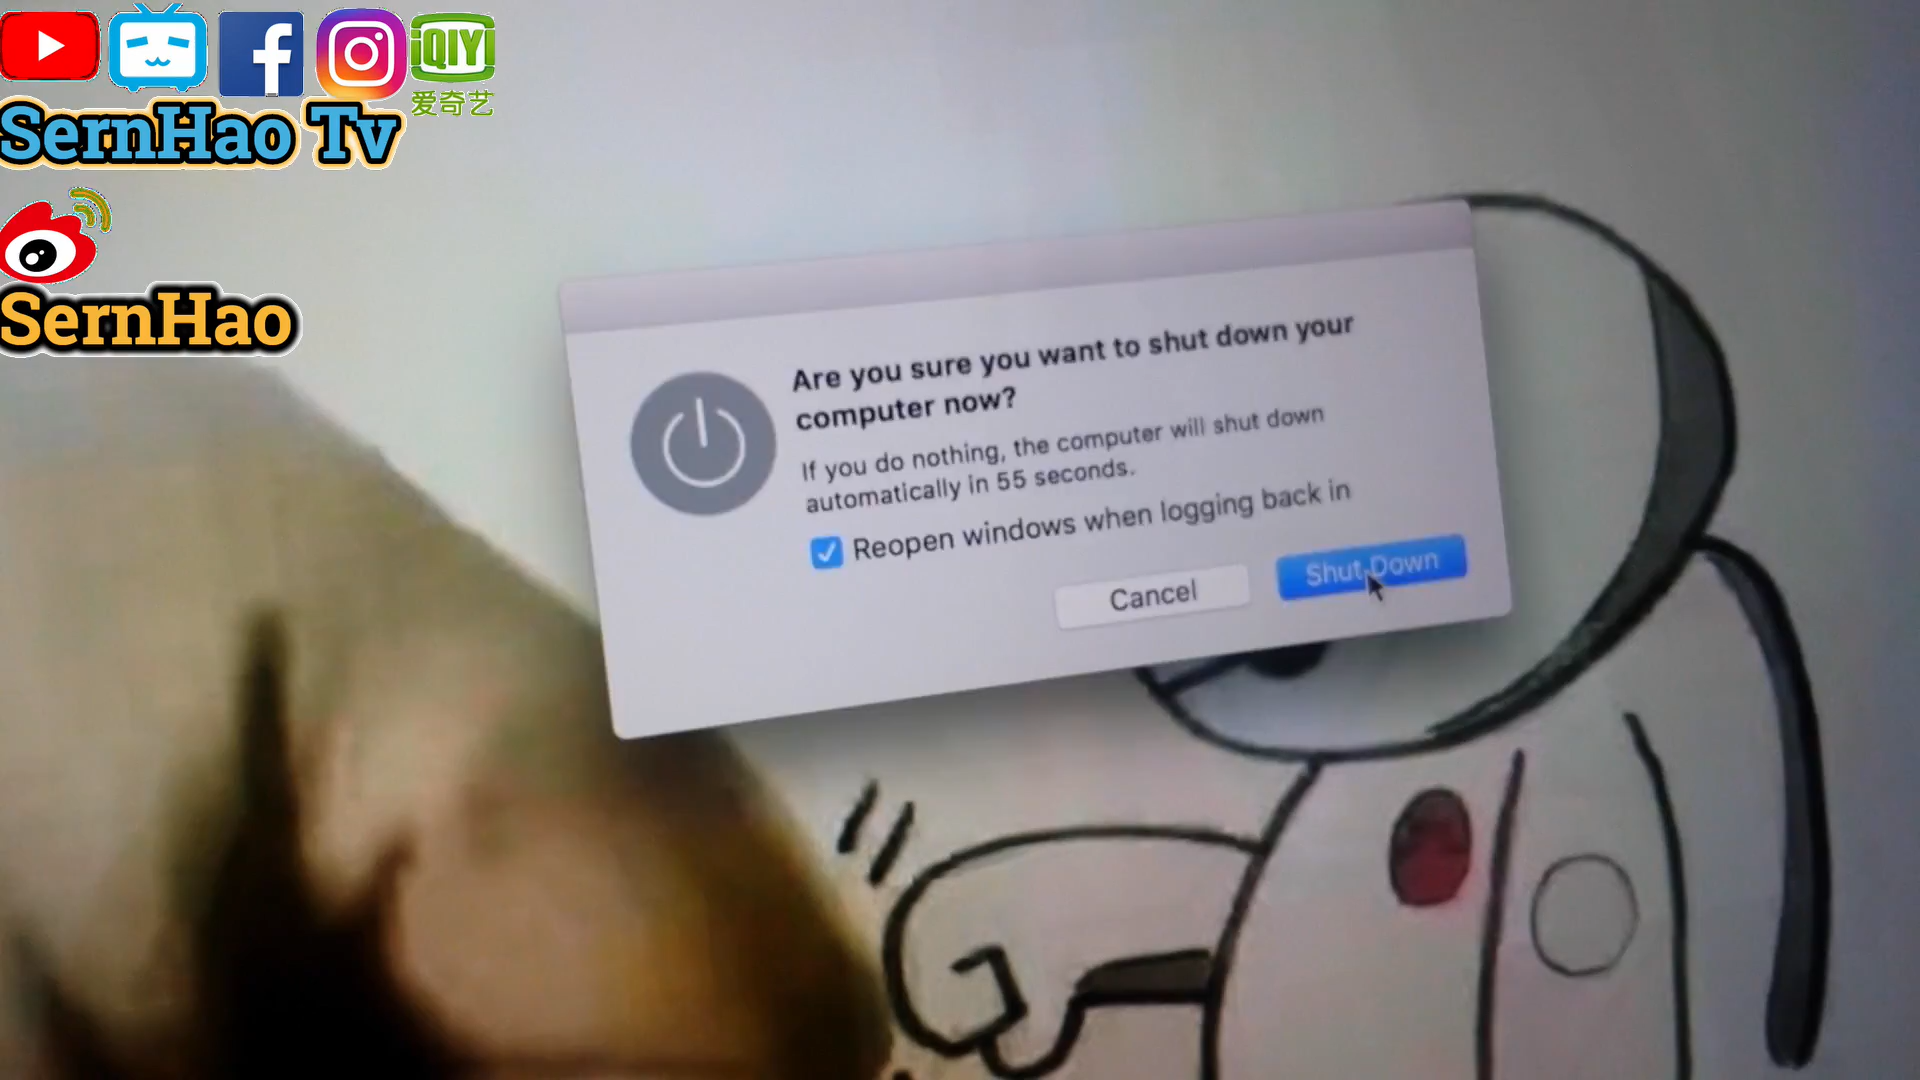 iQIYI
爱奇艺
SernHao Tv
SernHao
Are you sure you want to shut down your
computer now?
If you do nothing, the computer will shut down
automatically in 55 seconds.
Reopen windows when logging back in
Cancel
Shut Down